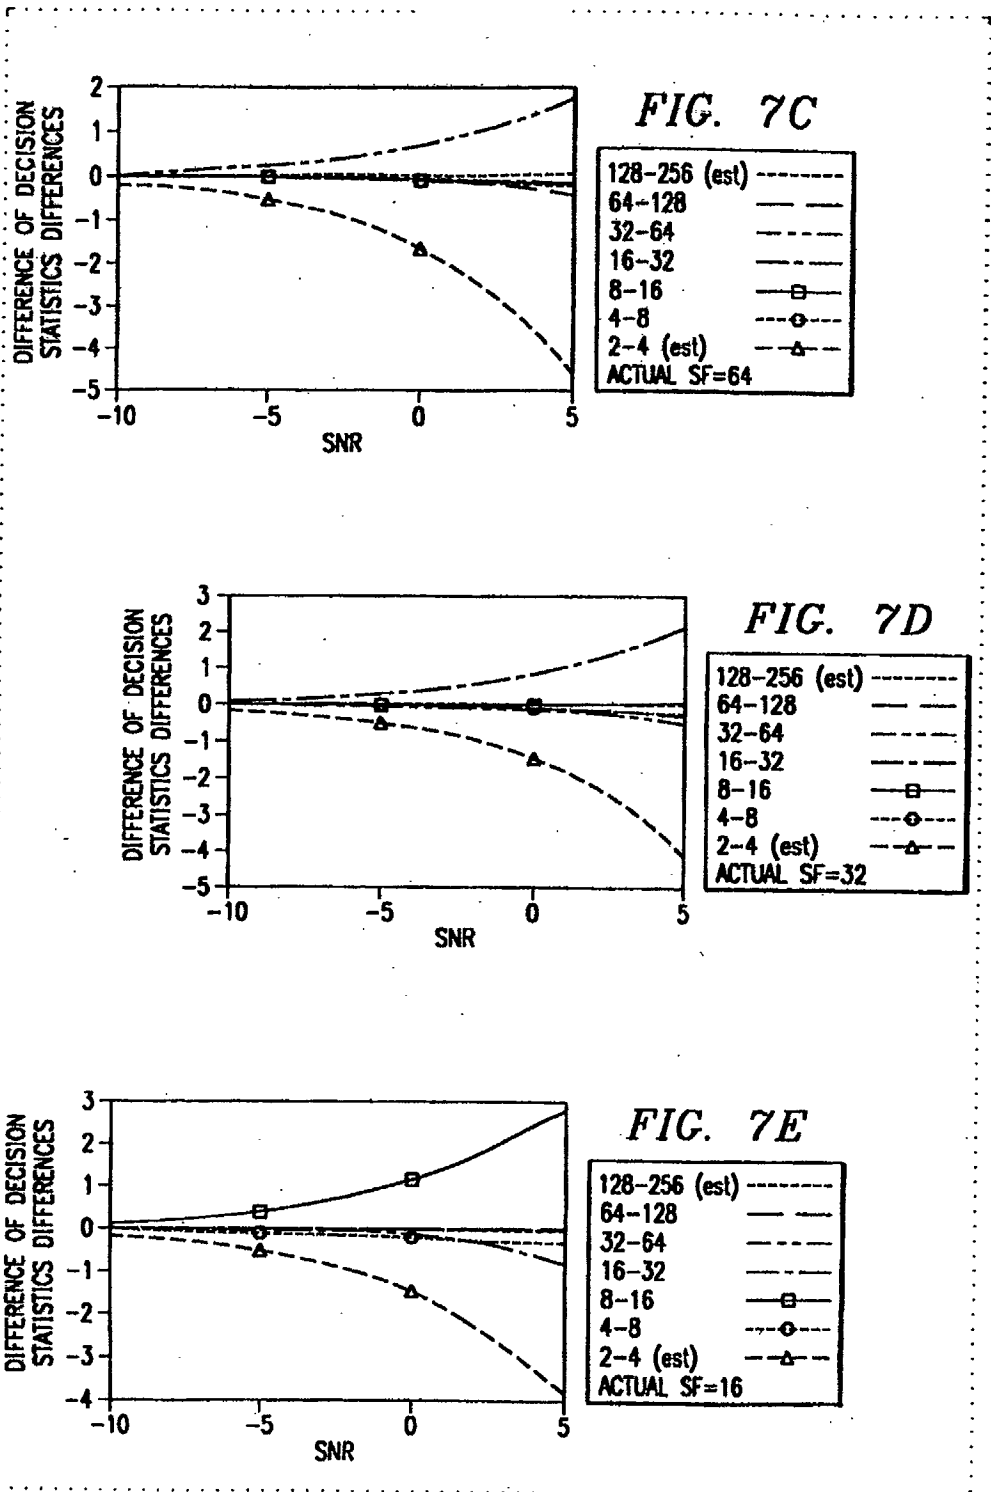 FIG. 7C
DIFFERENCE OF DECISION
STATISTICS DIFFERENCES
2
1
0
-1
-2
-3
-4
-5
-10 -5 0 5
SNR
128-256 (est)
64-128
32-64
16-32
8-16
4-8
2-4 (est)
ACTUAL SF=64
FIG. 7D
DIFFERENCE OF DECISION
STATISTICS DIFFERENCES
3
2
1
0
-1
-2
-3
-4
-5
-10 -5 0 5
SNR
128-256 (est)
64-128
32-64
16-32
8-16
4-8
2-4 (est)
ACTUAL SF=32
FIG. 7E
DIFFERENCE OF DECISION
STATISTICS DIFFERENCES
3
2
1
0
-1
-2
-3
-4
-10 -5 0 5
SNR
128-256 (est)
64-128
32-64
16-32
8-16
4-8
2-4 (est)
ACTUAL SF=16